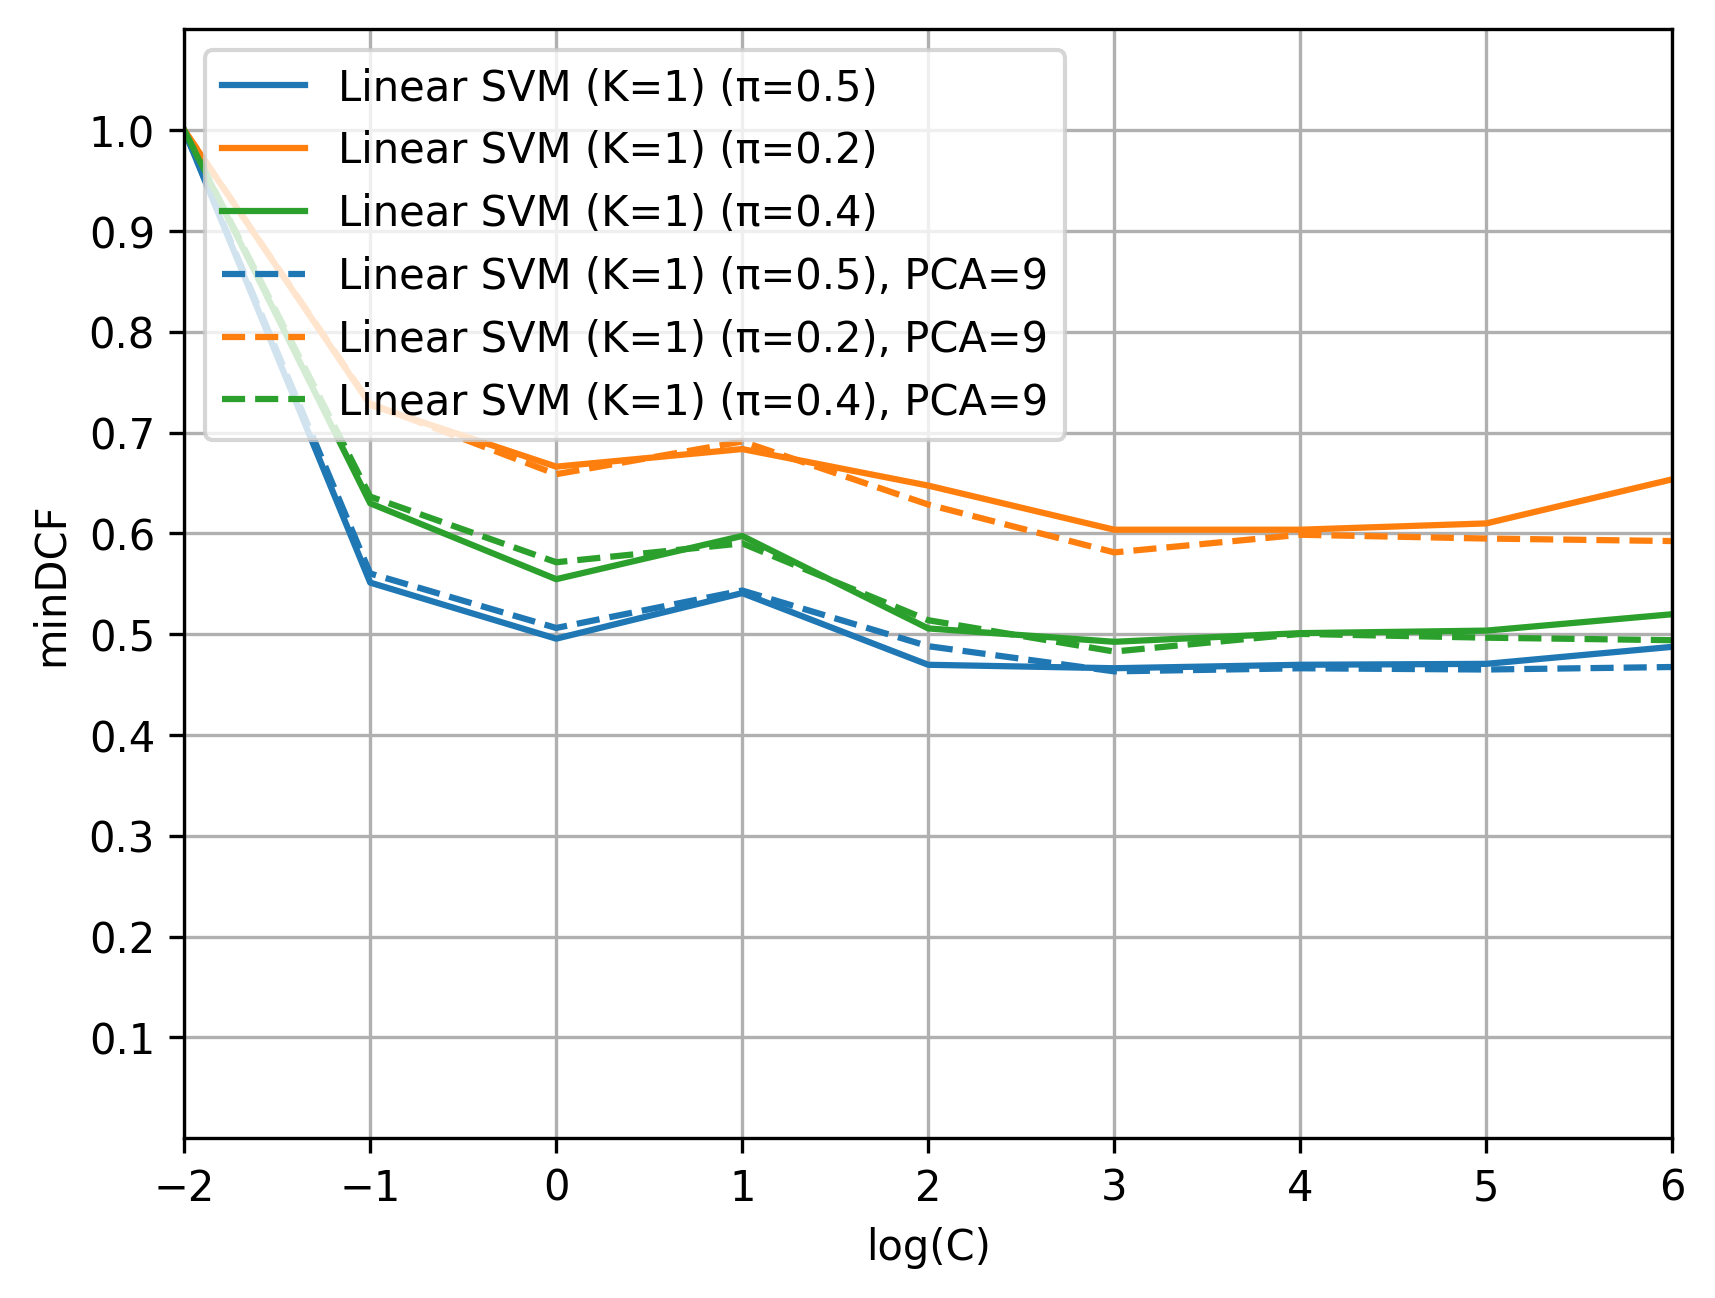 Linear SVM (K=1) (π=0.5)
Linear SVM (K=1) (π=0.2)
Linear SVM (K=1) (π=0.4)
Linear SVM (K=1) (π=0.5), PCA=9
Linear SVM (K=1) (π=0.2), PCA=9
Linear SVM (K=1) (π=0.4), PCA=9
1.0
0.9
0.8
0.7
0.6
0.5
0.4
0.3
0.2
0.1
minDCF
−2 −1 0 1 2 3 4 5 6
log(C)